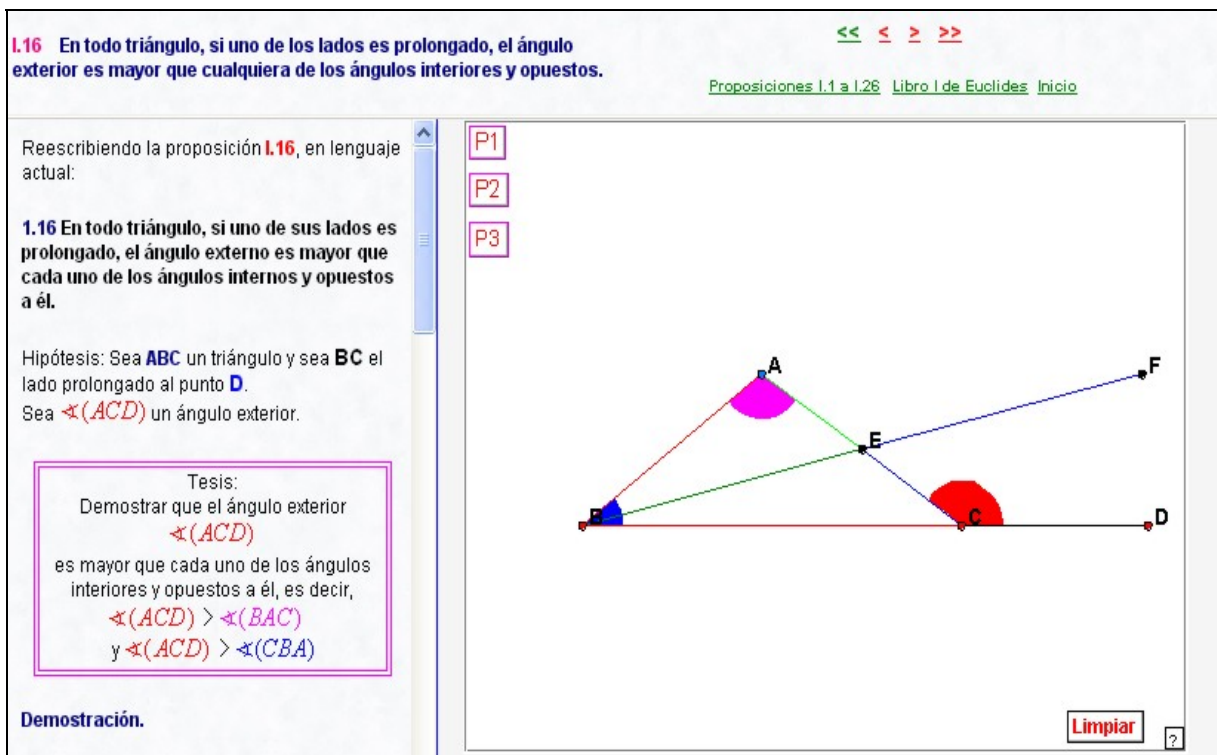 I.16 En todo triángulo, si uno de los lados es prolongado, el ángulo
exterior es mayor que cualquiera de los ángulos interiores y opuestos.
<< < > >>
Proposiciones I.1 a I.26 Libro I de Euclides Inicio
Reescribiendo la proposición I.16, en lenguaje
actual:
1.16 En todo triángulo, si uno de sus lados es
prolongado, el ángulo externo es mayor que
cada uno de los ángulos internos y opuestos
a él.
Hipótesis: Sea ABC un triángulo y sea BC el
lado prolongado al punto D.
Sea ∢(ACD) un ángulo exterior.
Tesis:
Demostrar que el ángulo exterior
∢(ACD)
es mayor que cada uno de los ángulos
interiores y opuestos a él, es decir,
∢(ACD) > ∢(BAC)
y ∢(ACD) > ∢(CBA)
Demostración.
P1
P2
P3
A
F
E
B
C
D
Limpiar
?